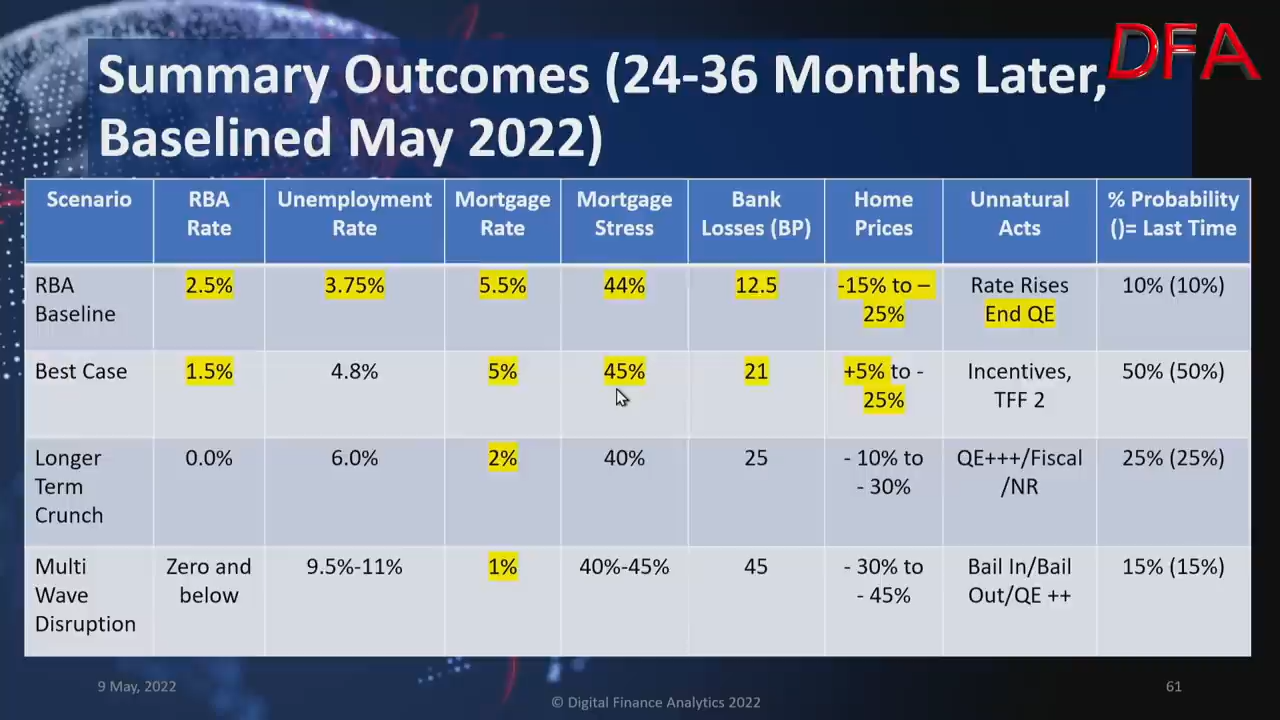 DFA
Summary Outcomes (24-36 Months Later,
Baselined May 2022)
Scenario
RBA
Rate
Unemployment
Rate
Mortgage
Rate
Mortgage
Stress
Bank
Losses (BP)
Home
Prices
Unnatural
Acts
% Probability
()= Last Time
RBA
Baseline
2.5%
3.75%
5.5%
44%
12.5
-15% to –
25%
Rate Rises
End QE
10% (10%)
Best Case
1.5%
4.8%
5%
45%
21
+5% to -
25%
Incentives,
TFF 2
50% (50%)
Longer
Term
Crunch
0.0%
6.0%
2%
40%
25
- 10% to
- 30%
QE+++/Fiscal
/NR
25% (25%)
Multi
Wave
Disruption
Zero and
below
9.5%-11%
1%
40%-45%
45
- 30% to
- 45%
Bail In/Bail
Out/QE ++
15% (15%)
9 May, 2022
© Digital Finance Analytics 2022
61